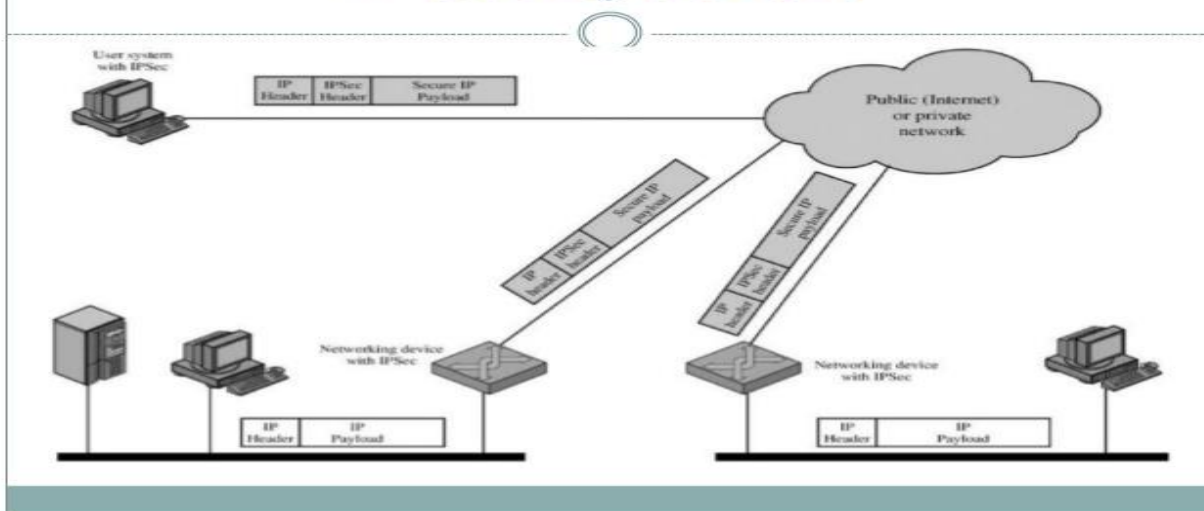 User system
with IPSec
IP
Header
IPSec
Header
Secure IP
Payload
Public (Internet)
or private
network
IP
header
IPSec
header
Secure IP
payload
IP
header
IPSec
header
Secure IP
payload
Networking device
with IPSec
Networking device
with IPSec
IP
Header
IP
Payload
IP
Header
IP
Payload